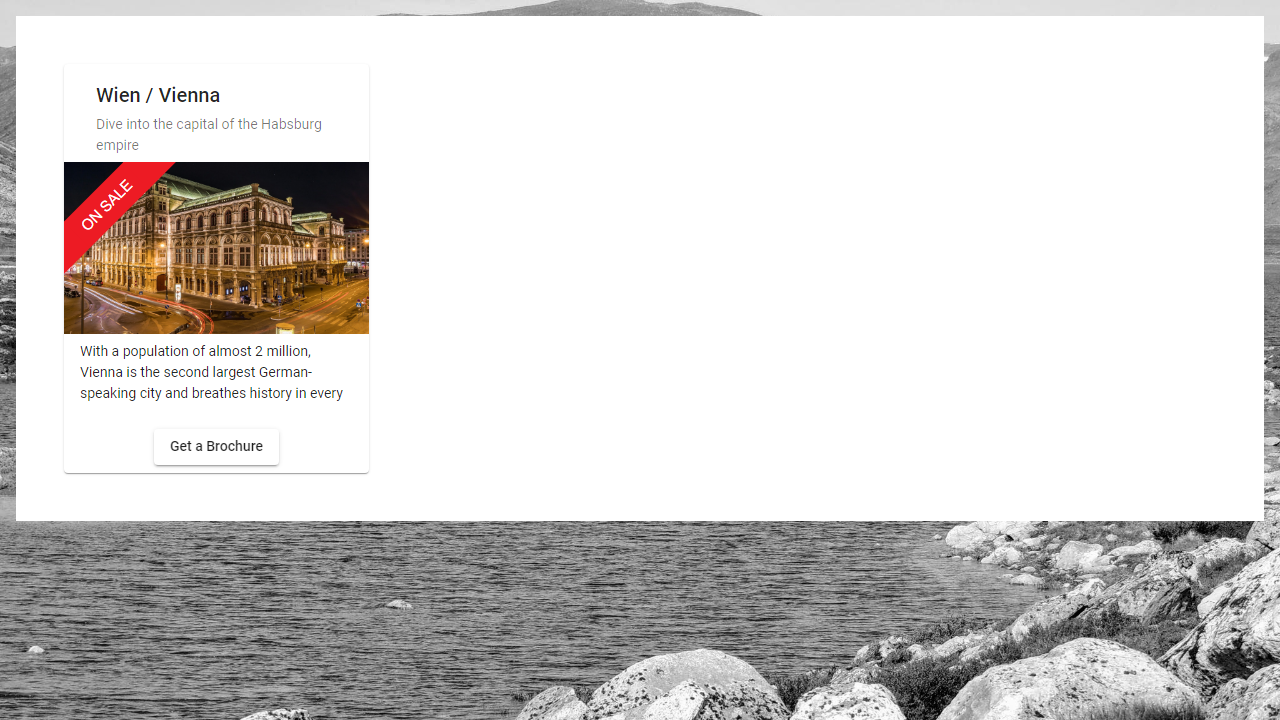 Wien / Vienna
Dive into the capital of the Habsburg
empire
ON SALE
With a population of almost 2 million,
Vienna is the second largest German-
speaking city and breathes history in every
Get a Brochure